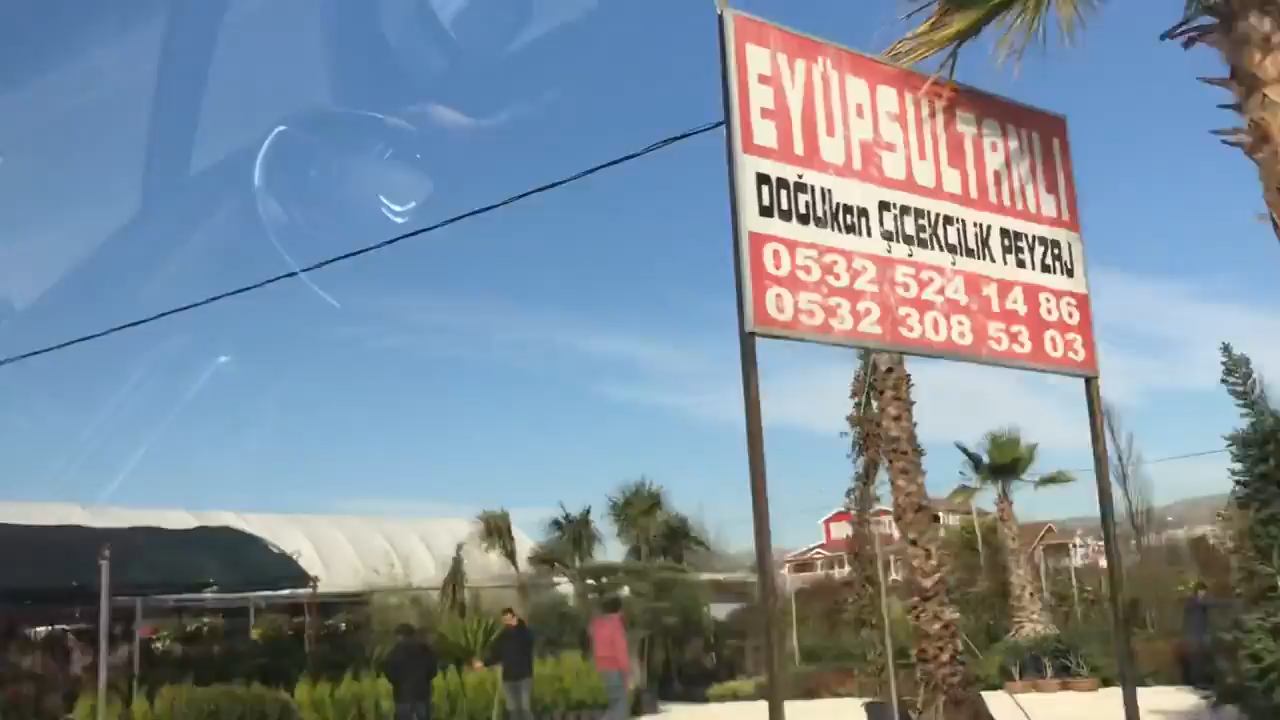 EYÜPSULTANLI
DOĞUkan ÇİÇEKÇİLİK PEYZAJ
0532 524 14 86
0532 308 53 03